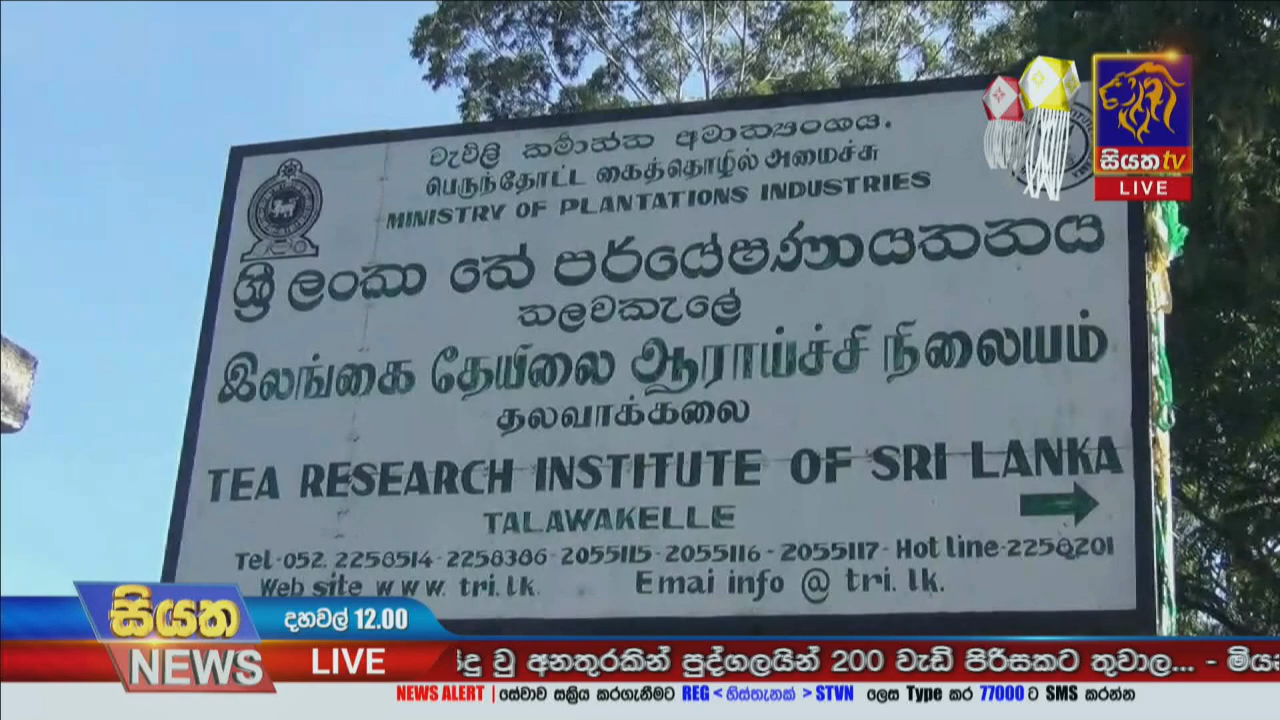 වැවිලි කර්මාන්ත අමාත්‍යංශය.
பெருந்தோட்ட கைத்தொழில் அமைச்சு
MINISTRY OF PLANTATIONS INDUSTRIES
ශ්‍රී ලංකා තේ පර්යේෂණායතනය
තලවකැලේ
இலங்கை தேயிலை ஆராய்ச்சி நிலையம்
தலவாக்கலை
TEA RESEARCH INSTITUTE OF SRI LANKA
TALAWAKELLE
Tel-052. 2258514-2258386-2055115-2055116-2055117-Hot line-2258201
Web site www. tri. lk.
Emai info @ tri. lk.
සියත tv
LIVE
සියත
NEWS
දහවල් 12.00
LIVE
වූ අනතුරකින් පුද්ගලයින් 200 වැඩි පිරිසකට තුවාල... -
NEWS ALERT | සේවාව සක්‍රිය කරගැනීමට REG < හිස්තැනක් > STVN ලෙස Type කර 77000 ට SMS කරන්න